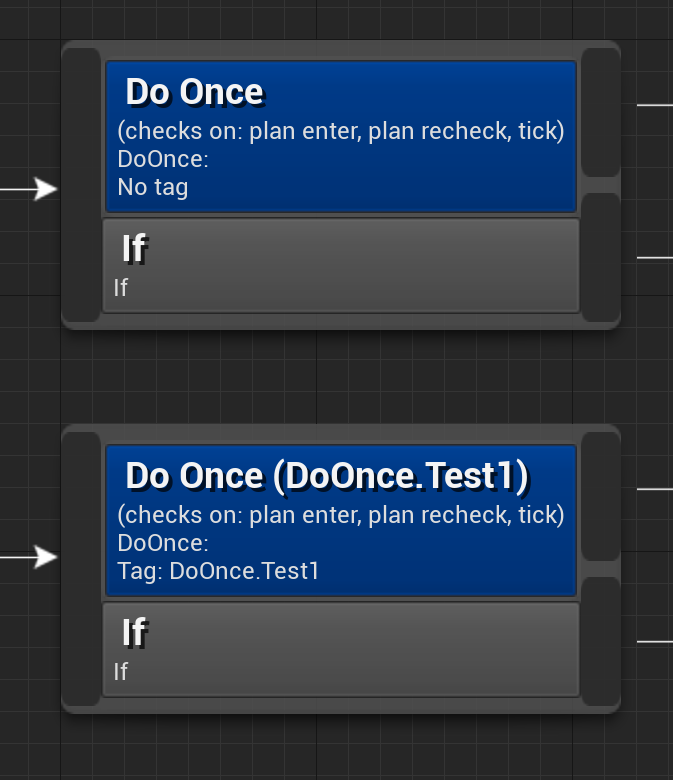 Do Once
(checks on: plan enter, plan recheck, tick)
DoOnce:
No tag
If
If
Do Once (DoOnce.Test1)
(checks on: plan enter, plan recheck, tick)
DoOnce:
Tag: DoOnce.Test1
If
If